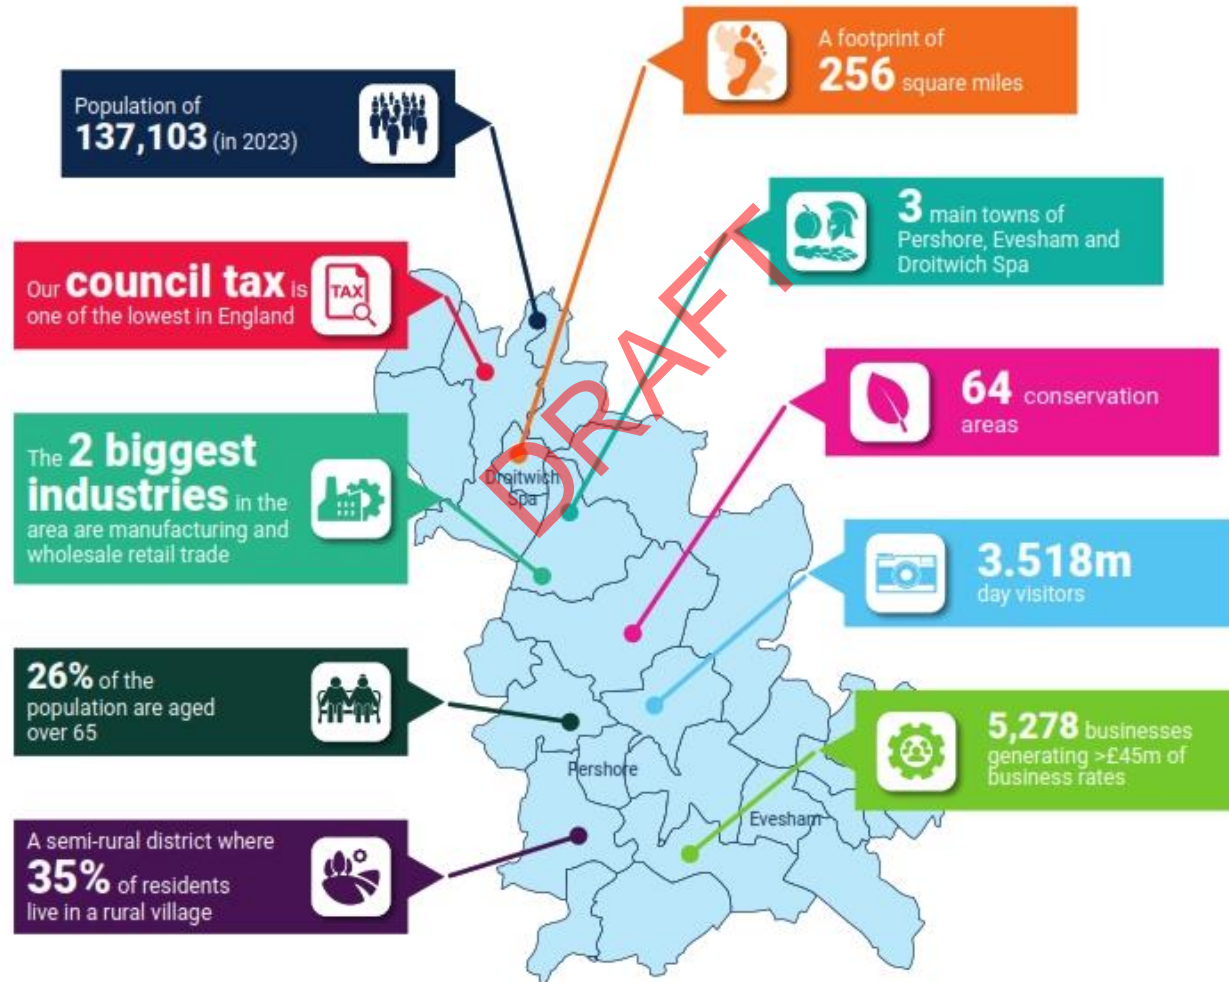 A footprint of
256 square miles
Population of
137,103 (in 2023)
3 main towns of
Pershore, Evesham and
Droitwich Spa
Our council tax is
one of the lowest in England
TAX
64 conservation
areas
The 2 biggest
industries in the
area are manufacturing and
wholesale retail trade
3.518m
day visitors
26% of the
population are aged
over 65
5,278 businesses
generating >£45m of
business rates
A semi-rural district where
35% of residents
live in a rural village
Droitwich
Spa
Pershore
Evesham
DRAFT